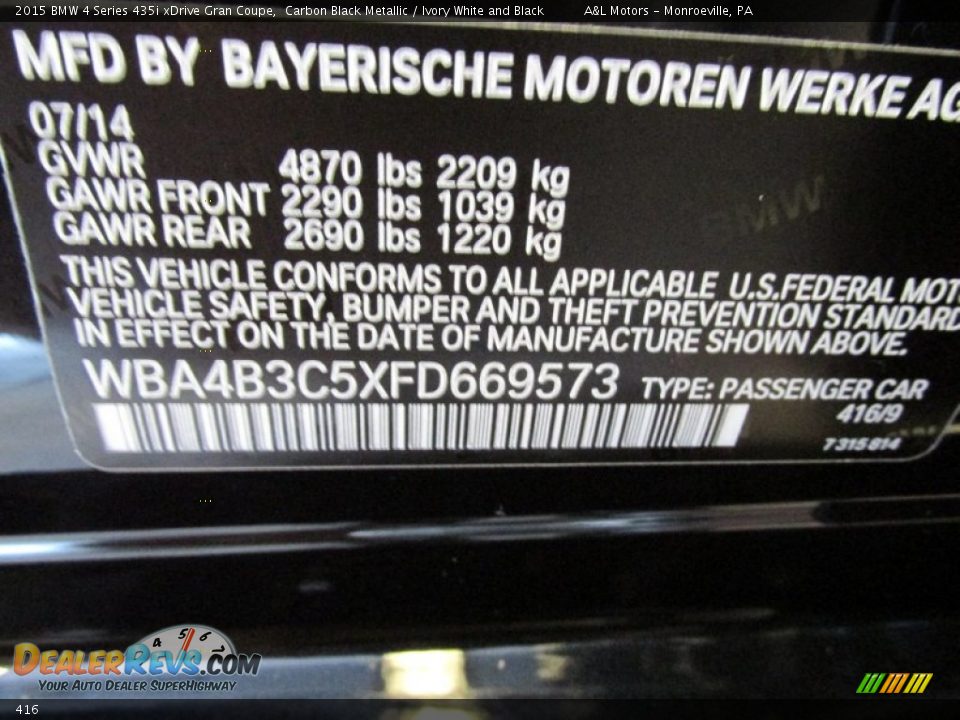 2015 BMW 4 Series 435i xDrive Gran Coupe,  Carbon Black Metallic / Ivory White and Black    A&L Motors - Monroeville, PA
MFD BY BAYERISCHE MOTOREN WERKE AG
07/14
GVWR 4870 lbs 2209 kg
GAWR FRONT 2290 lbs 1039 kg
GAWR REAR 2690 lbs 1220 kg
THIS VEHICLE CONFORMS TO ALL APPLICABLE U.S.FEDERAL MOT
VEHICLE SAFETY, BUMPER AND THEFT PREVENTION STANDARD
IN EFFECT ON THE DATE OF MANUFACTURE SHOWN ABOVE.
WBA4B3C5XFD669573 TYPE: PASSENGER CAR
416/9
7 315 814
BMW
4 5 6
DEALERREVS.COM
YOUR AUTO DEALER SUPERHIGHWAY
416